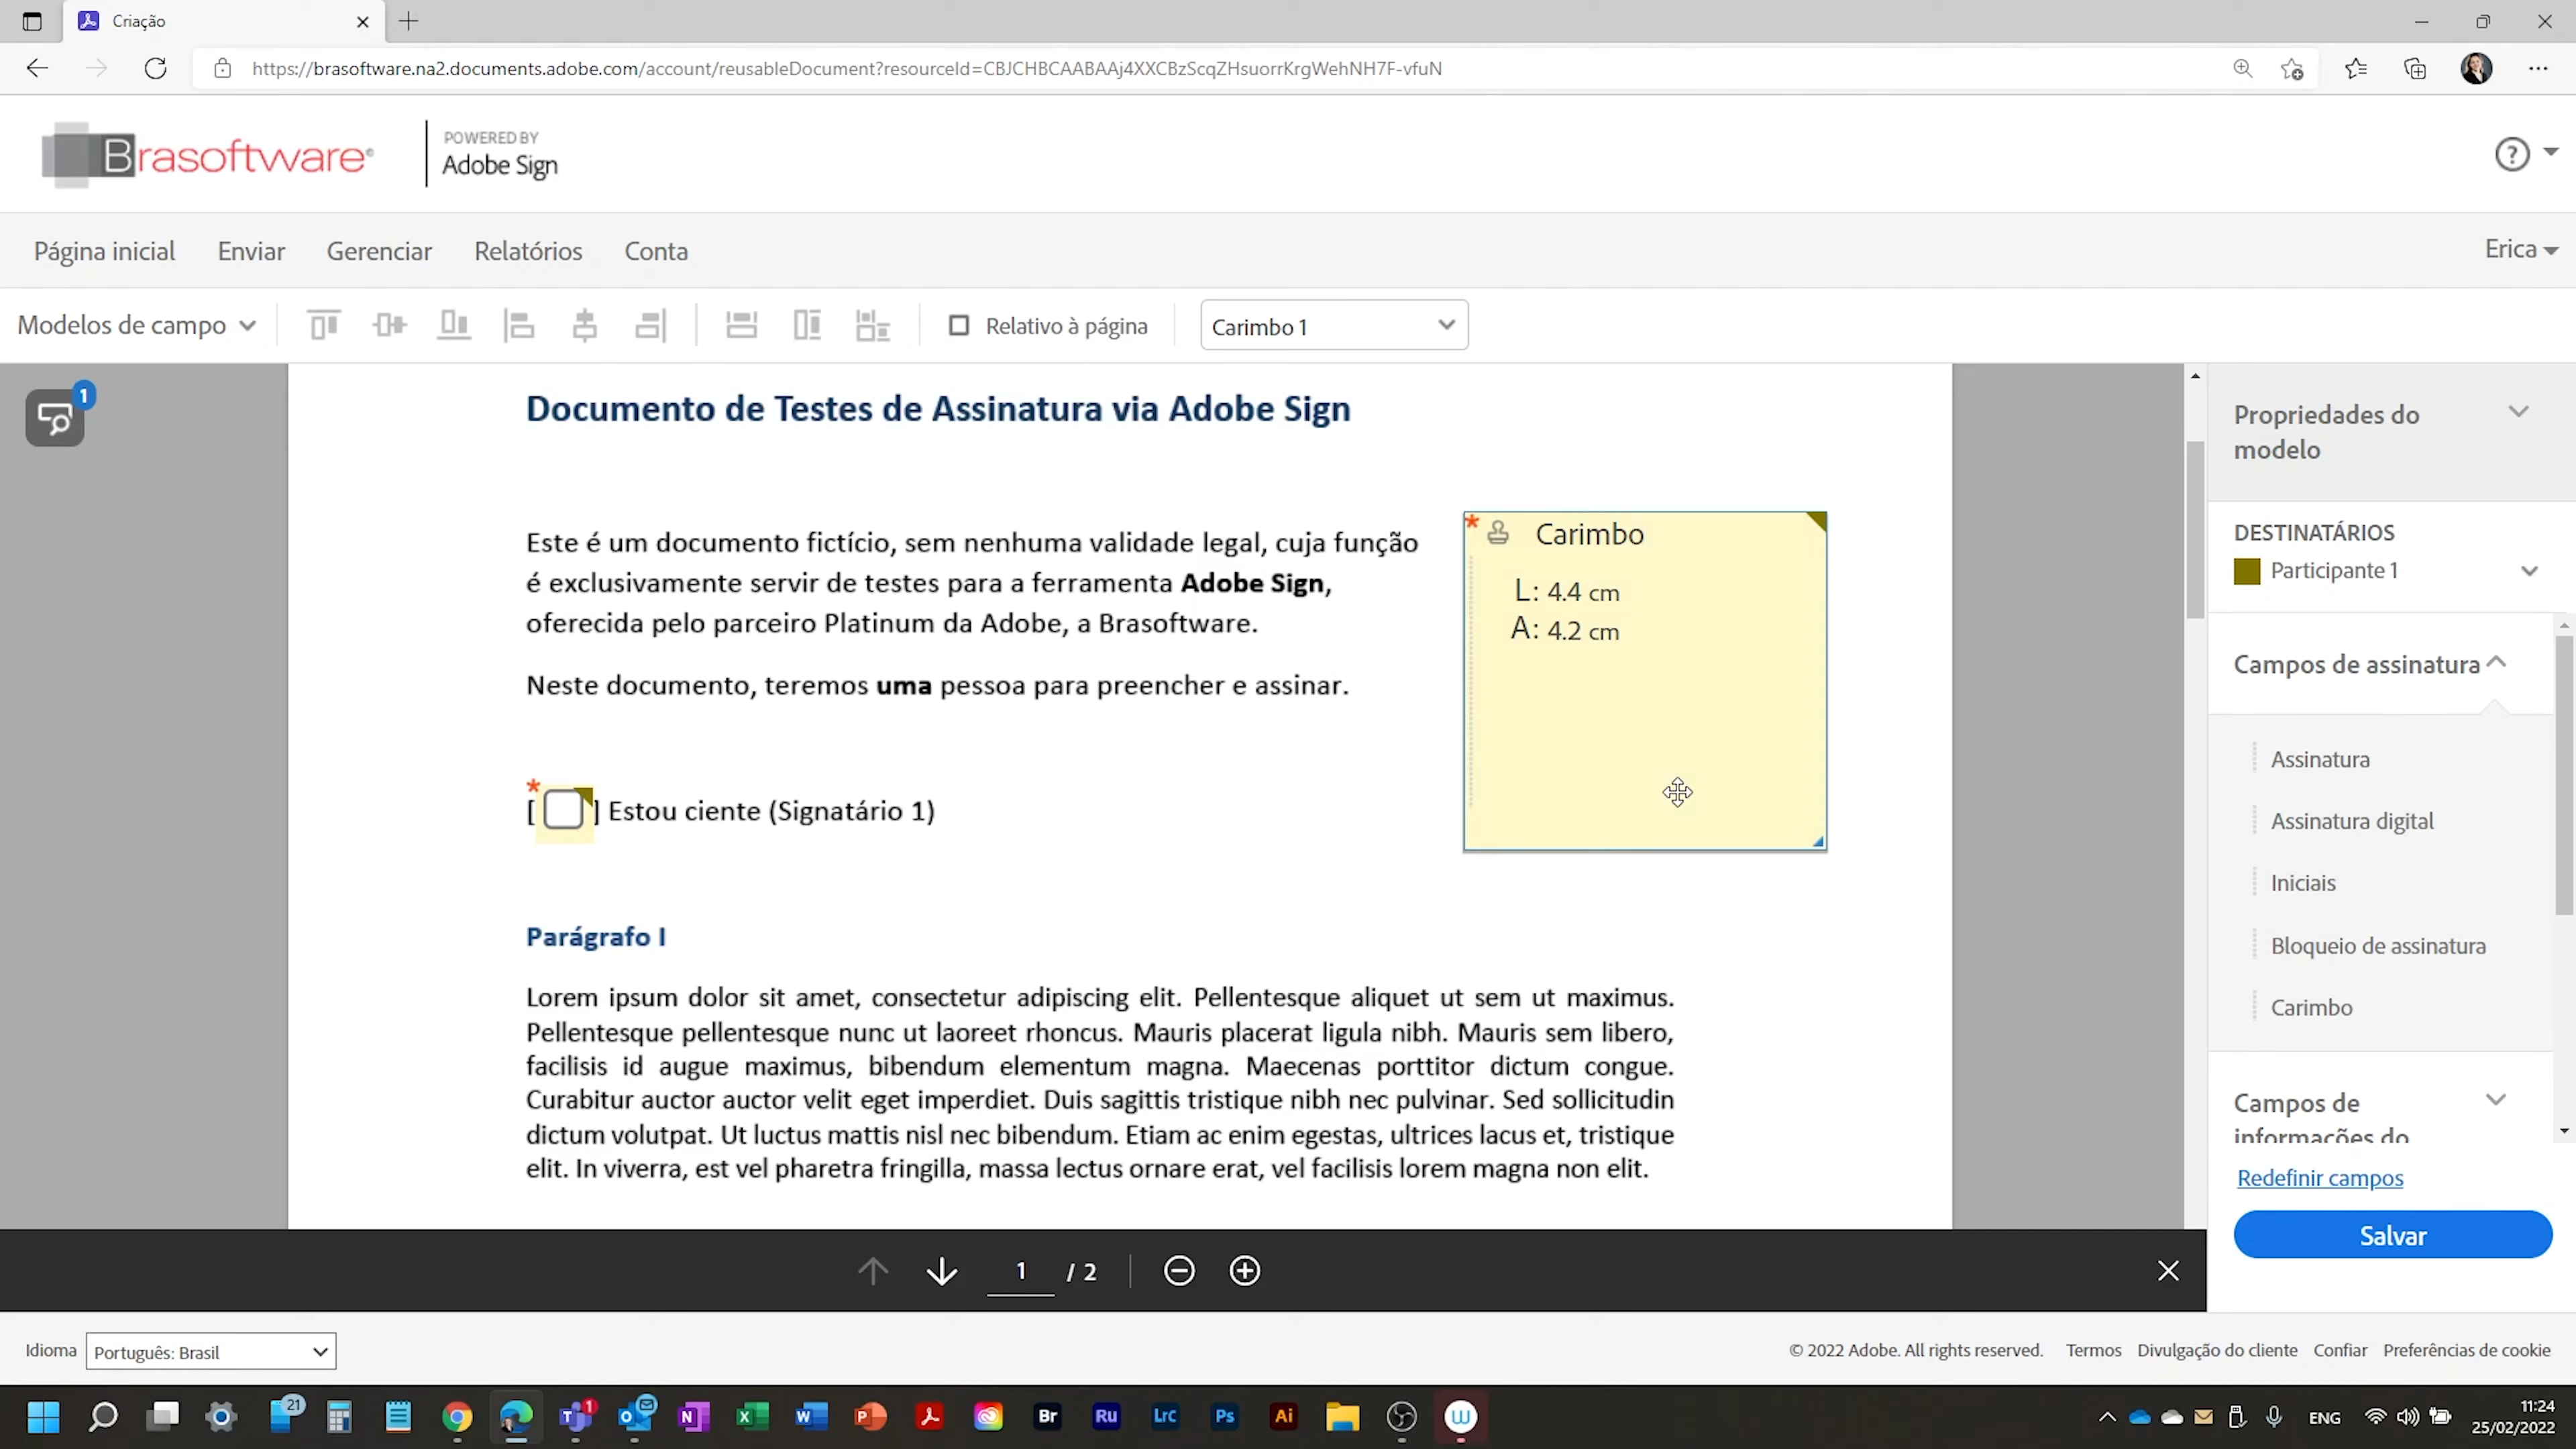 Criação
https://brasoftware.na2.documents.adobe.com/account/reusableDocument?resourceId=CBJCHBCAABAAj4XXCBzScqZHsuorrKrgWehNH7F-vfuN
Brasoftware®
POWERED BY
Adobe Sign
Página inicial Enviar Gerenciar Relatórios Conta
Erica
Modelos de campo
Relativo à página
Carimbo 1
1
Documento de Testes de Assinatura via Adobe Sign
Este é um documento fictício, sem nenhuma validade legal, cuja função
é exclusivamente servir de testes para a ferramenta Adobe Sign,
oferecida pelo parceiro Platinum da Adobe, a Brasoftware.
Neste documento, teremos uma pessoa para preencher e assinar.
* Carimbo
L: 4.4 cm
A: 4.2 cm
*
[ ] Estou ciente (Signatário 1)
Parágrafo I
Lorem ipsum dolor sit amet, consectetur adipiscing elit. Pellentesque aliquet ut sem ut maximus.
Pellentesque pellentesque nunc ut laoreet rhoncus. Mauris placerat ligula nibh. Mauris sem libero,
facilisis id augue maximus, bibendum elementum magna. Maecenas porttitor dictum congue.
Curabitur auctor auctor velit eget imperdiet. Duis sagittis tristique nibh nec pulvinar. Sed sollicitudin
dictum volutpat. Ut luctus mattis nisl nec bibendum. Etiam ac enim egestas, ultrices lacus et, tristique
elit. In viverra, est vel pharetra fringilla, massa lectus ornare erat, vel facilisis lorem magna non elit.
Propriedades do
modelo
DESTINATÁRIOS
Participante 1
Campos de assinatura
Assinatura
Assinatura digital
Iniciais
Bloqueio de assinatura
Carimbo
Campos de
informações do
Redefinir campos
Salvar
1 / 2
Idioma
Português: Brasil
© 2022 Adobe. All rights reserved. Termos Divulgação do cliente Confiar Preferências de cookie
21
1
N
X
W
P
Br
Ru
Lrc
Ps
Ai
W
ENG
11:24
25/02/2022